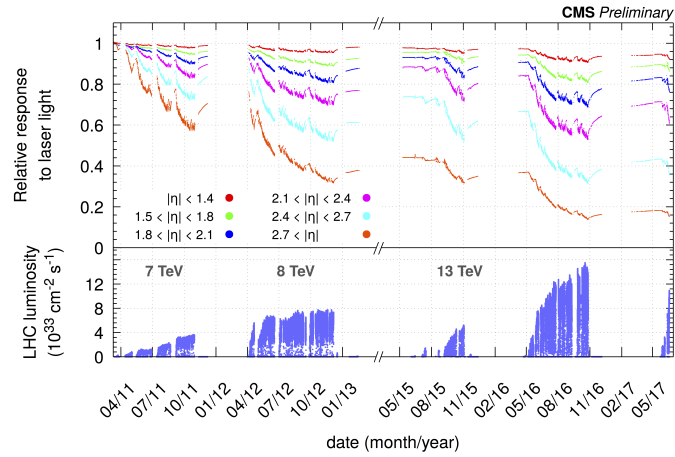 CMS Preliminary
Relative response
to laser light
1
0.8
0.6
0.4
0.2
0
|η| < 1.4
1.5 < |η| < 1.8
1.8 < |η| < 2.1
2.1 < |η| < 2.4
2.4 < |η| < 2.7
2.7 < |η|
LHC luminosity
(10³³ cm⁻² s⁻¹)
12
8
4
0
7 TeV
8 TeV
13 TeV
04/11
07/11
10/11
01/12
04/12
07/12
10/12
01/13
05/15
08/15
11/15
02/16
05/16
08/16
11/16
02/17
05/17
date (month/year)